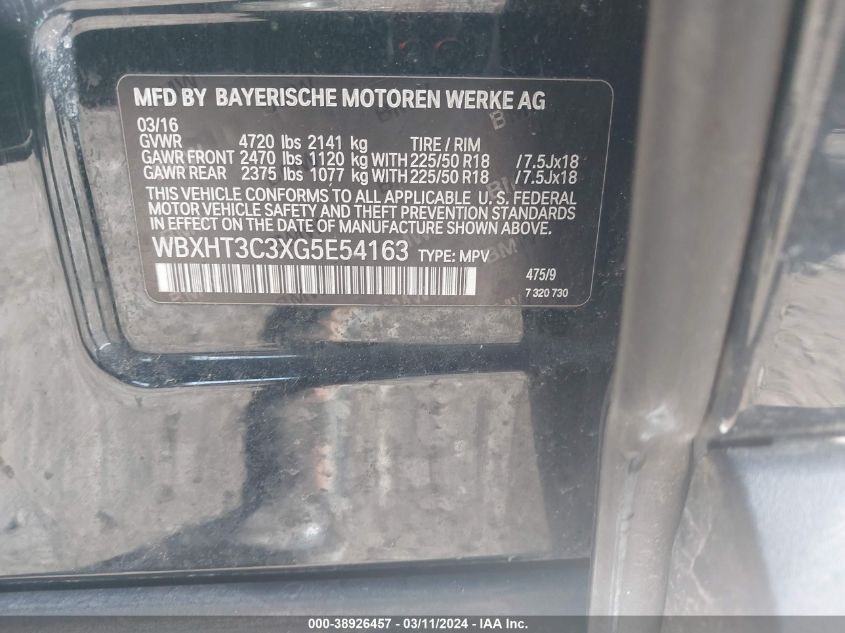 MFD BY BAYERISCHE MOTOREN WERKE AG
03/16
GVWR 4720 lbs 2141 kg TIRE / RIM
GAWR FRONT 2470 lbs 1120 kg WITH 225/50 R18 /7.5Jx18
GAWR REAR 2375 lbs 1077 kg WITH 225/50 R18 /7.5Jx18
THIS VEHICLE CONFORMS TO ALL APPLICABLE U. S. FEDERAL
MOTOR VEHICLE SAFETY AND THEFT PREVENTION STANDARDS
IN EFFECT ON THE DATE OF MANUFACTURE SHOWN ABOVE.
WBXHT3C3XG5E54163 TYPE: MPV
475/9
7 320 730
000-38926457 - 03/11/2024 - IAA Inc.